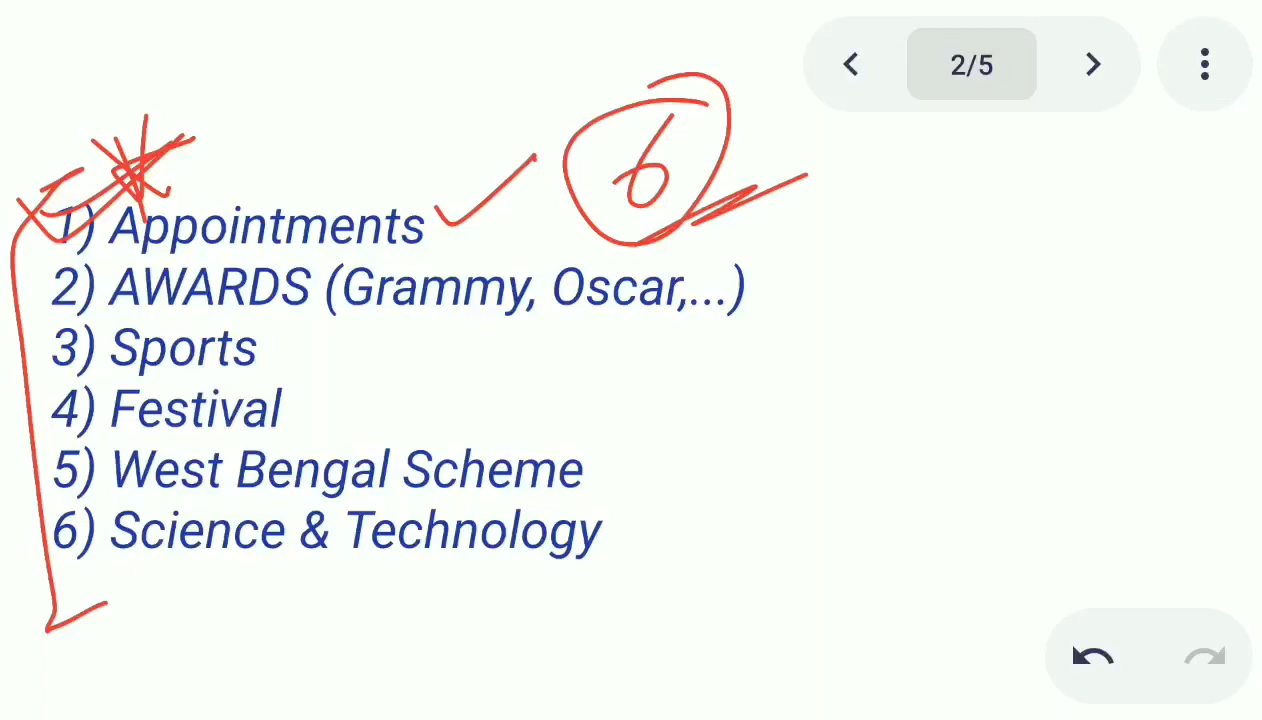 2/5
6
1) Appointments
2) AWARDS (Grammy, Oscar,...)
3) Sports
4) Festival
5) West Bengal Scheme
6) Science & Technology